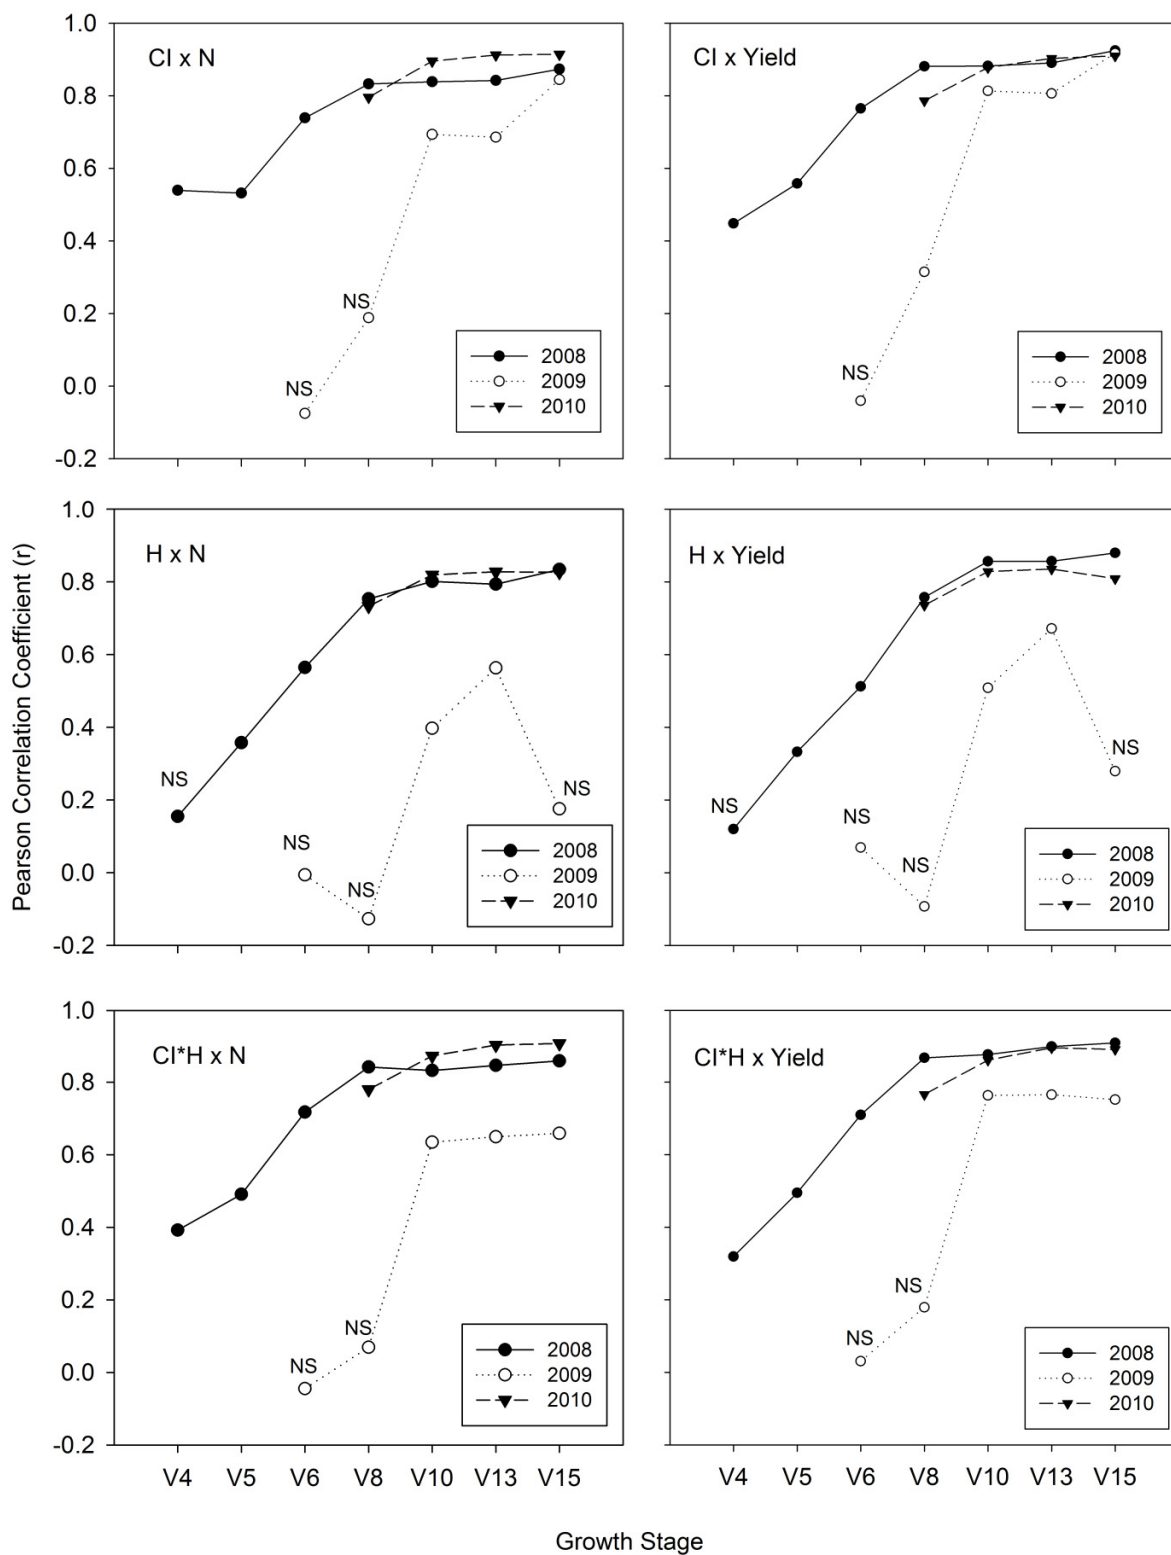 Pearson Correlation Coefficient (r)
1.0
0.8
0.6
0.4
0.2
0.0
-0.2
CI x N
NS
NS
2008
2009
2010
CI x Yield
NS
2008
2009
2010
1.0
0.8
0.6
0.4
0.2
0.0
-0.2
H x N
NS
NS
NS
NS
2008
2009
2010
H x Yield
NS
NS
NS
NS
2008
2009
2010
1.0
0.8
0.6
0.4
0.2
0.0
-0.2
CI*H x N
NS
NS
2008
2009
2010
V4 V5 V6 V8 V10 V13 V15
CI*H x Yield
NS
NS
2008
2009
2010
V4 V5 V6 V8 V10 V13 V15
Growth Stage